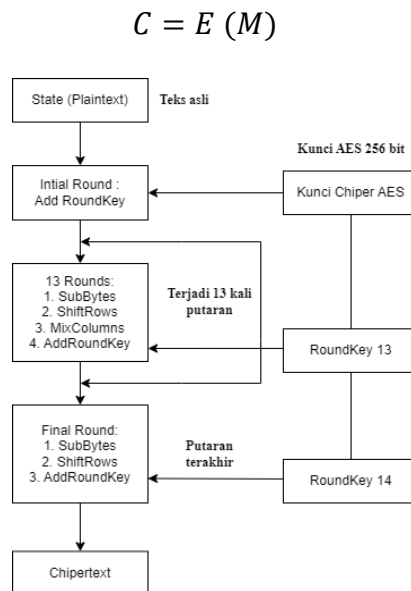 C = E (M)
State (Plaintext)
Teks asli
Kunci AES 256 bit
Intial Round :
Add RoundKey
Kunci Chiper AES
13 Rounds:
1. SubBytes
2. ShiftRows
3. MixColumns
4. AddRoundKey
Terjadi 13 kali
putaran
RoundKey 13
Final Round:
1. SubBytes
2. ShiftRows
3. AddRoundKey
Putaran
terakhir
RoundKey 14
Chipertext